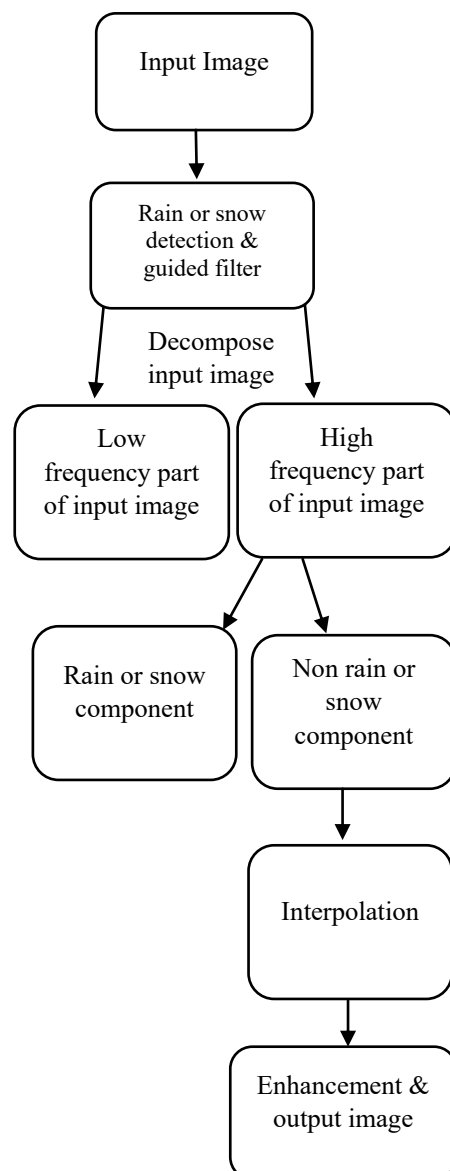 Input Image
Rain or snow
detection &
guided filter
Decompose
input image
Low
frequency part
of input image
High
frequency part
of input image
Rain or snow
component
Non rain or
snow
component
Interpolation
Enhancement &
output image